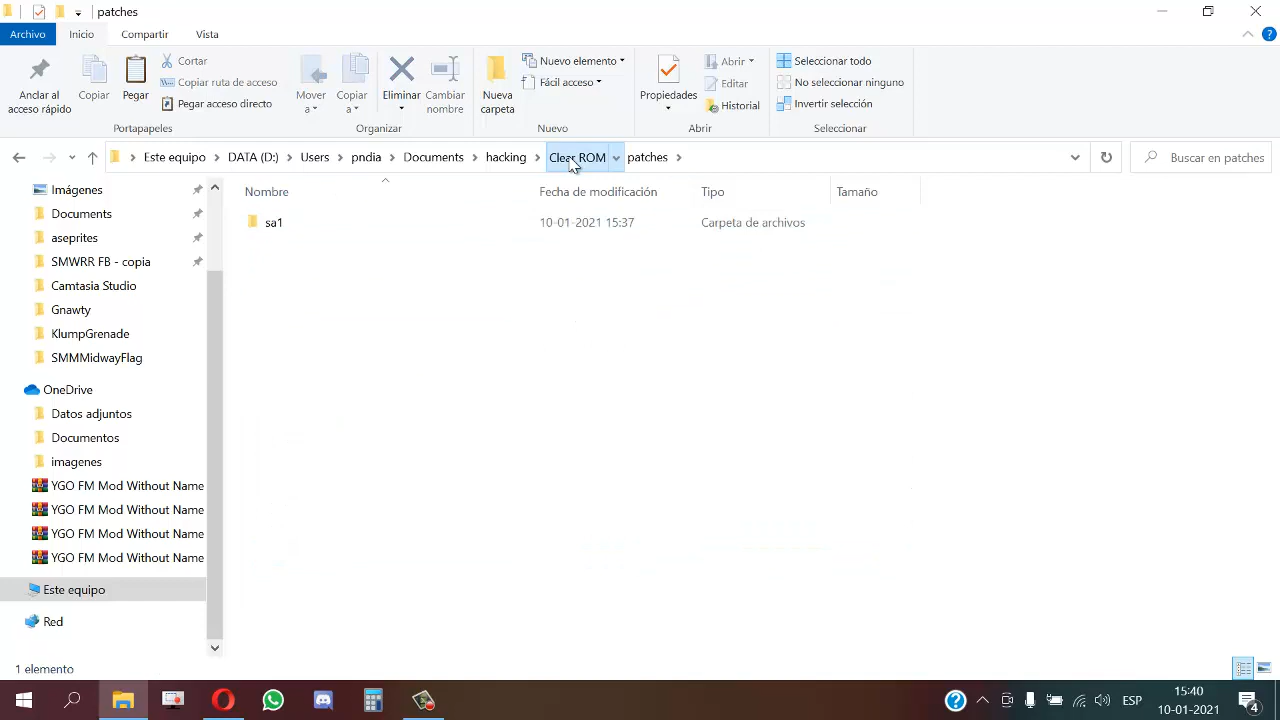 patches
Archivo Inicio Compartir Vista
Anclar al acceso rápido
Copiar
Pegar
Cortar
Copiar ruta de acceso
Pegar acceso directo
Portapapeles
Mover a
Copiar a
Eliminar
Cambiar nombre
Organizar
Nueva carpeta
Nuevo elemento
Fácil acceso
Nuevo
Propiedades
Abrir
Editar
Historial
Abrir
Seleccionar todo
No seleccionar ninguno
Invertir selección
Seleccionar
Este equipo > DATA (D:) > Users > pndia > Documents > hacking > Clear ROM patches >
Buscar en patches
Nombre Fecha de modificación Tipo Tamaño
sa1 10-01-2021 15:37 Carpeta de archivos
Imágenes
Documents
aseprites
SMWRR FB - copia
Camtasia Studio
Gnawty
KlumpGrenade
SMMMidwayFlag
OneDrive
Datos adjuntos
Documentos
imagenes
YGO FM Mod Without Name
YGO FM Mod Without Name
YGO FM Mod Without Name
YGO FM Mod Without Name
Este equipo
Red
1 elemento
ESP
15:40
10-01-2021
4